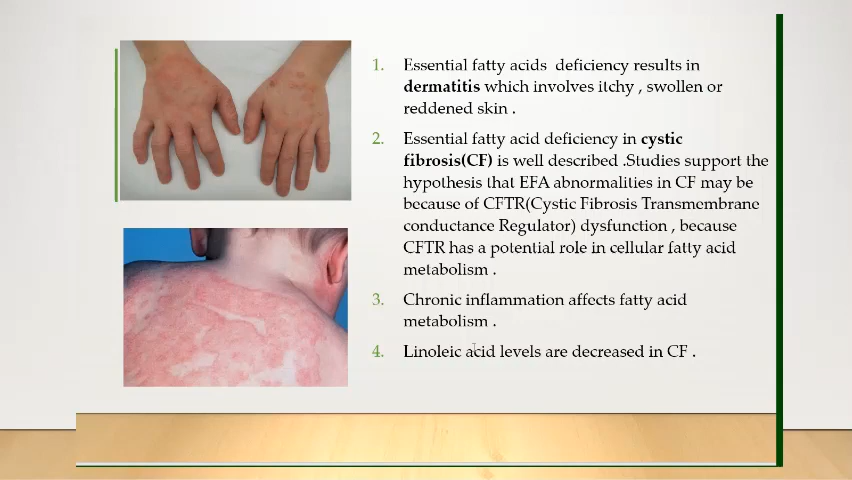 1. Essential fatty acids deficiency results in
dermatitis which involves itchy , swollen or
reddened skin .
2. Essential fatty acid deficiency in cystic
fibrosis(CF) is well described .Studies support the
hypothesis that EFA abnormalities in CF may be
because of CFTR(Cystic Fibrosis Transmembrane
conductance Regulator) dysfunction , because
CFTR has a potential role in cellular fatty acid
metabolism .
3. Chronic inflammation affects fatty acid
metabolism .
4. Linoleic acid levels are decreased in CF .